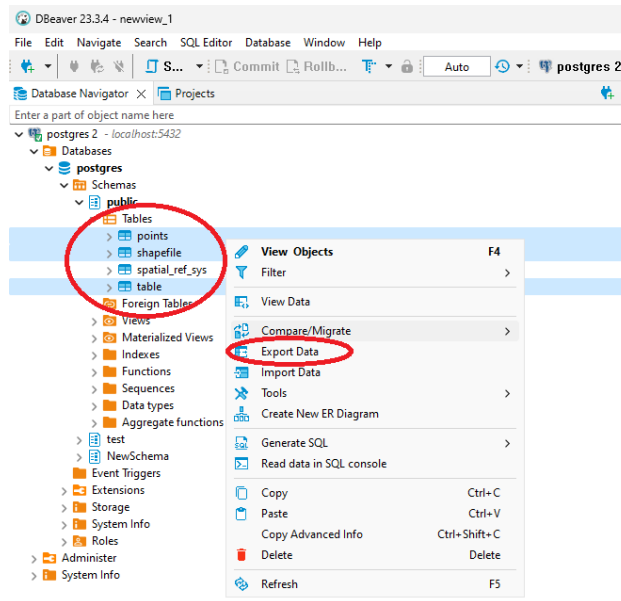 DBeaver 23.3.4 - newview_1
File Edit Navigate Search SQL Editor Database Window Help
S... Commit Rollb... T Auto postgres 2
Database Navigator Projects
Enter a part of object name here
postgres 2 - localhost:5432
Databases
postgres
Schemas
public
Tables
points
shapefile
spatial_ref_sys
table
Foreign Tables
Views
Materialized Views
Indexes
Functions
Sequences
Data types
Aggregate functions
test
NewSchema
Event Triggers
Extensions
Storage
System Info
Roles
Administer
System Info
View Objects F4
Filter
View Data
Compare/Migrate
Export Data
Import Data
Tools
Create New ER Diagram
Generate SQL
Read data in SQL console
Copy Ctrl+C
Paste Ctrl+V
Copy Advanced Info Ctrl+Shift+C
Delete Delete
Refresh F5